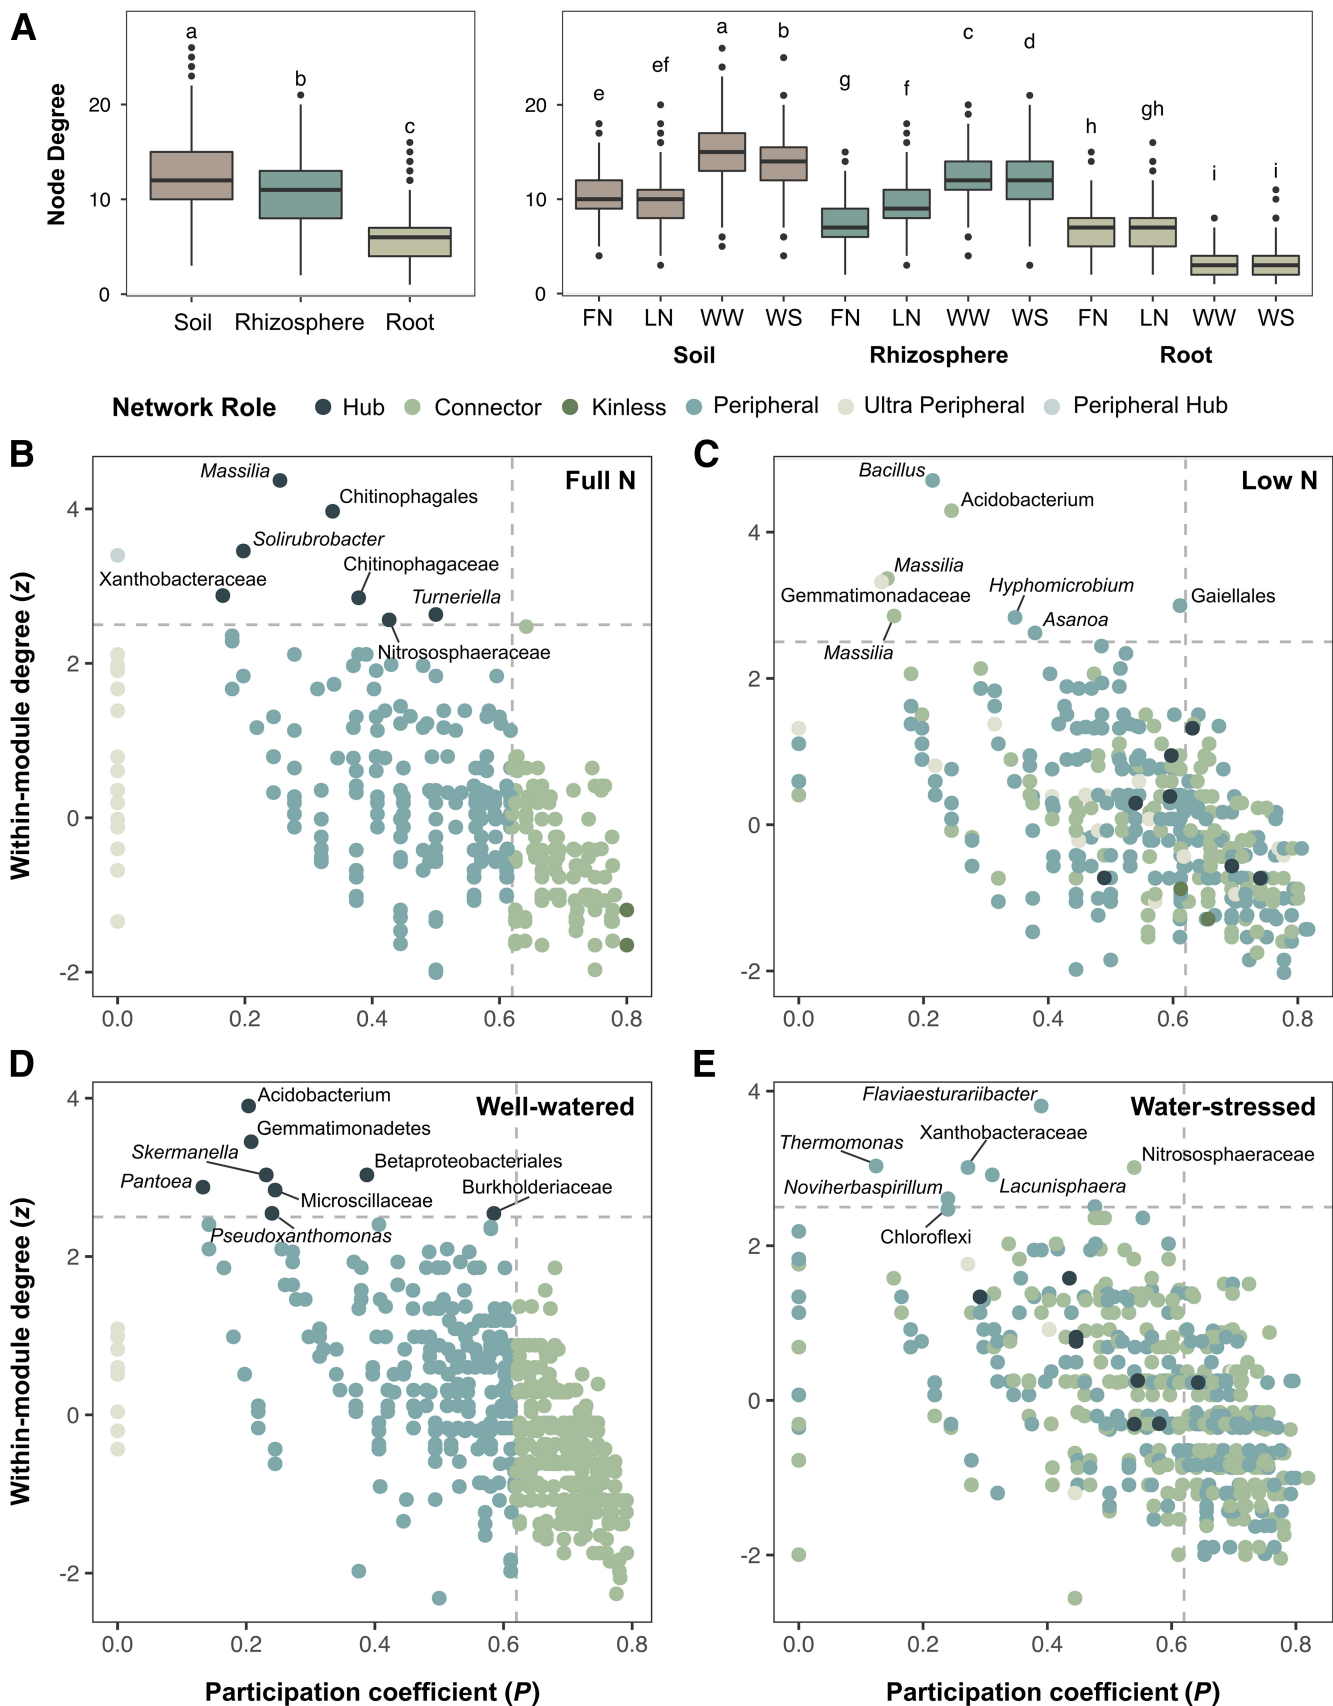 A
Node Degree
20
10
0
a
b
c
Soil Rhizosphere Root
20
10
0
e ef a b g f c d h gh i i
FN LN WW WS FN LN WW WS FN LN WW WS
Soil Rhizosphere Root
Network Role Hub Connector Kinless Peripheral Ultra Peripheral Peripheral Hub
B
Full N
Within-module degree (z)
4
2
0
-2
Massilia
Chitinophagales
Solirubrobacter
Chitinophagaceae
Xanthobacteraceae
Turneriella
Nitrososphaeraceae
0.0 0.2 0.4 0.6 0.8
C
Low N
4
2
0
-2
Bacillus
Acidobacterium
Massilia
Hyphomicrobium
Gemmatimonadaceae
Gaiellales
Asanoa
Massilia
0.0 0.2 0.4 0.6 0.8
D
Well-watered
Within-module degree (z)
4
2
0
-2
Acidobacterium
Gemmatimonadetes
Skermanella
Betaproteobacteriales
Pantoea
Burkholderiaceae
Microscillaceae
Pseudoxanthomonas
0.0 0.2 0.4 0.6 0.8
Participation coefficient (P)
E
Water-stressed
4
2
0
-2
Flaviaesturariibacter
Xanthobacteraceae
Thermomonas
Nitrososphaeraceae
Noviherbaspirillum
Lacunisphaera
Chloroflexi
0.0 0.2 0.4 0.6 0.8
Participation coefficient (P)